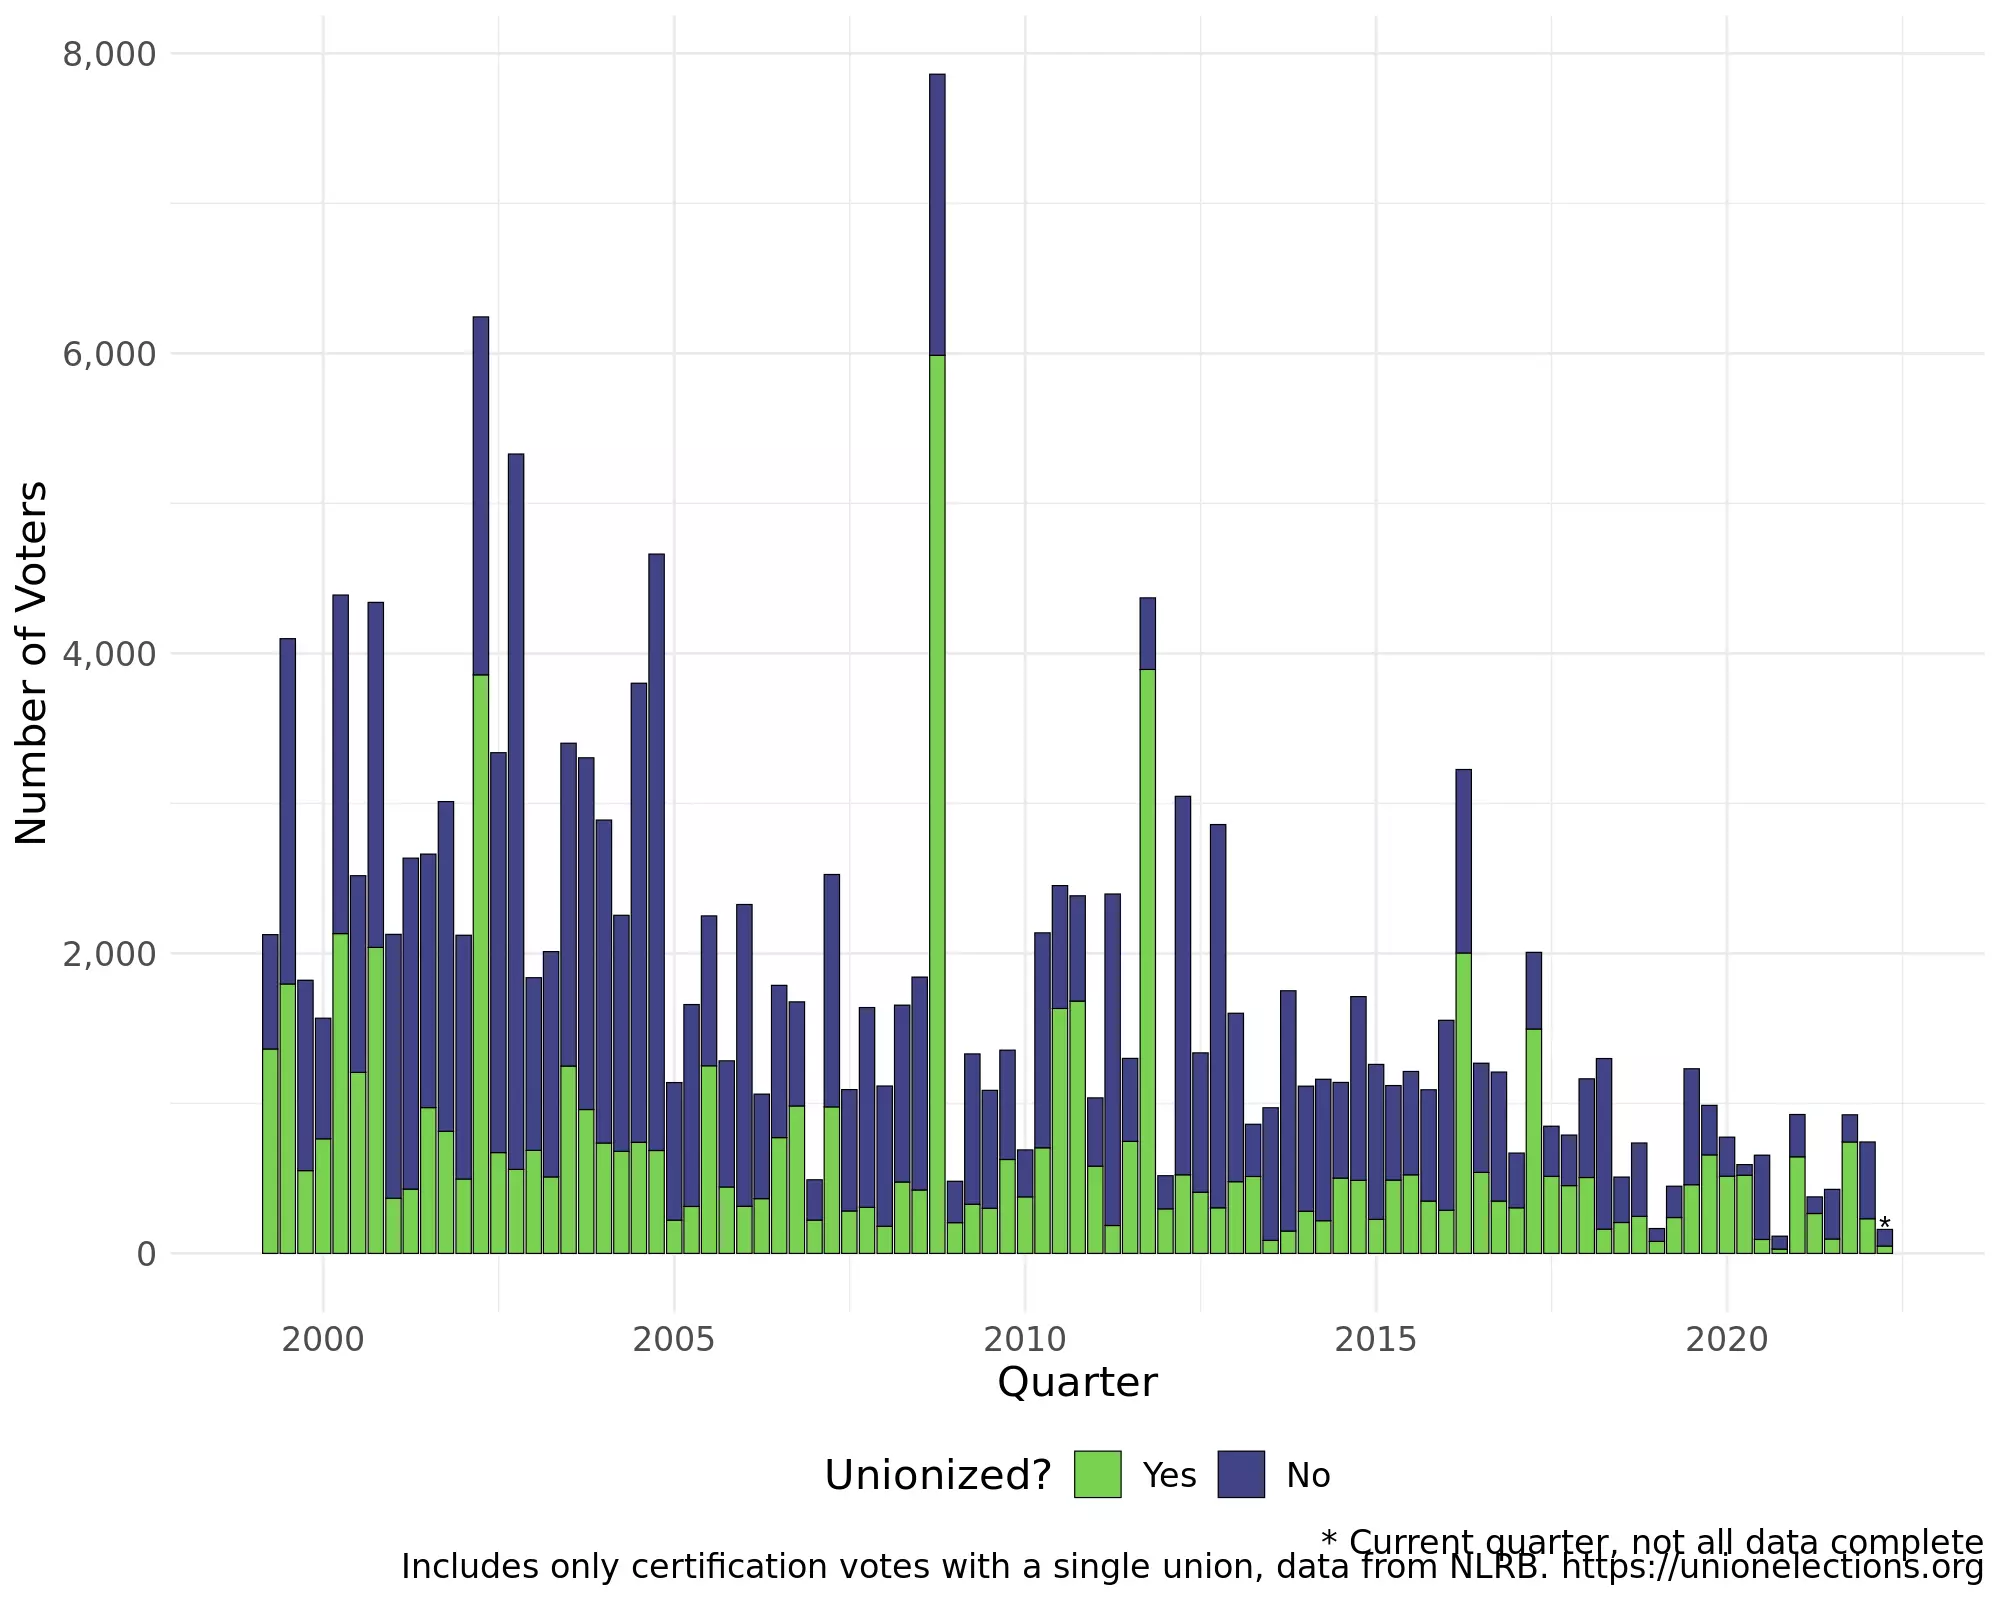 8,000
6,000
4,000
2,000
0
Number of Voters
*
2000 2005 2010 2015 2020
Quarter
Unionized? Yes No
* Current quarter, not all data complete
Includes only certification votes with a single union, data from NLRB. https://unionelections.org